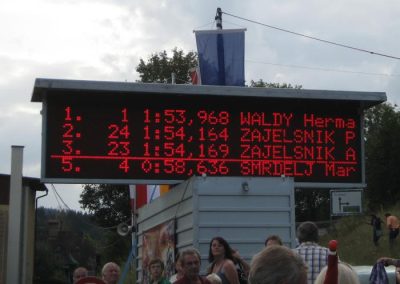 1. 1 1:53,968 WALDY Herma
2. 24 1:54,164 ZAJELSNIK P
3. 23 1:54,169 ZAJELSNIK A
5. 4 0:58,636 SMRDELJ Mar